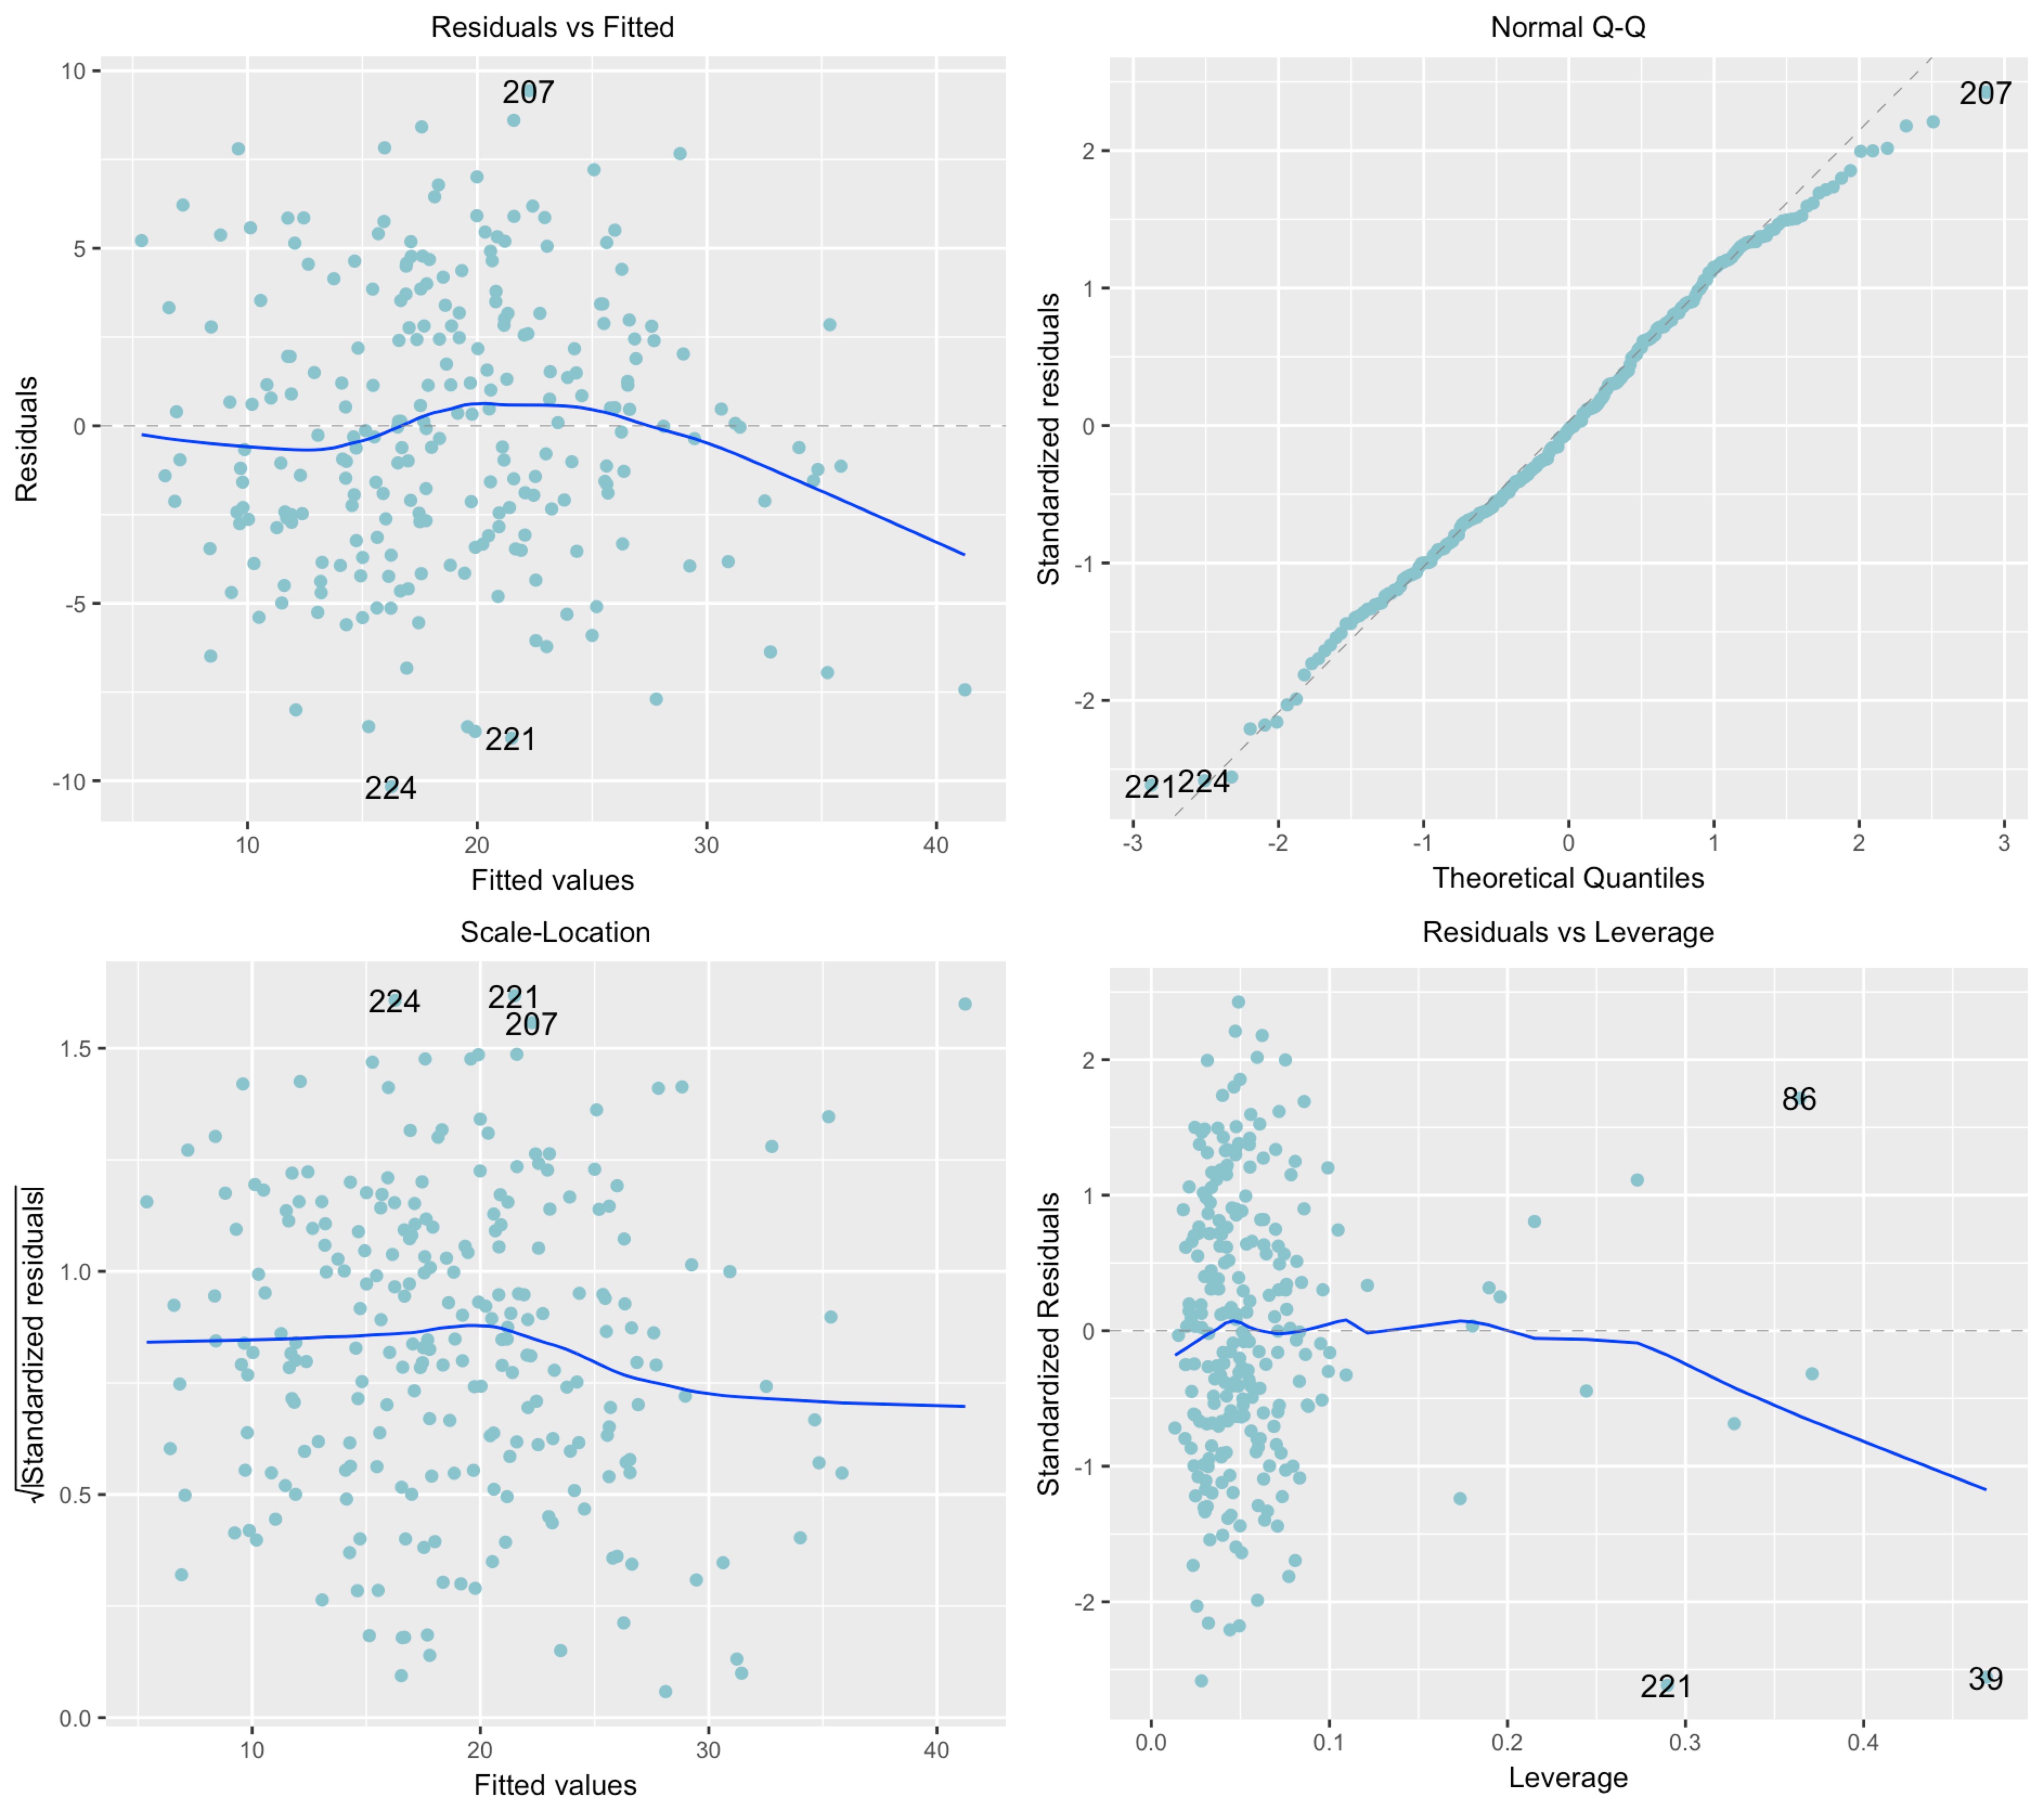 Residuals vs Fitted
10
5
0
-5
-10
Residuals
207
221
224
10 20 30 40
Fitted values
Normal Q-Q
2
1
0
-1
-2
Standardized residuals
207
221 224
-3 -2 -1 0 1 2 3
Theoretical Quantiles
Scale-Location
1.5
1.0
0.5
0.0
√|Standardized residuals|
224
221
207
10 20 30 40
Fitted values
Residuals vs Leverage
2
1
0
-1
-2
Standardized Residuals
86
221
39
0.0 0.1 0.2 0.3 0.4
Leverage